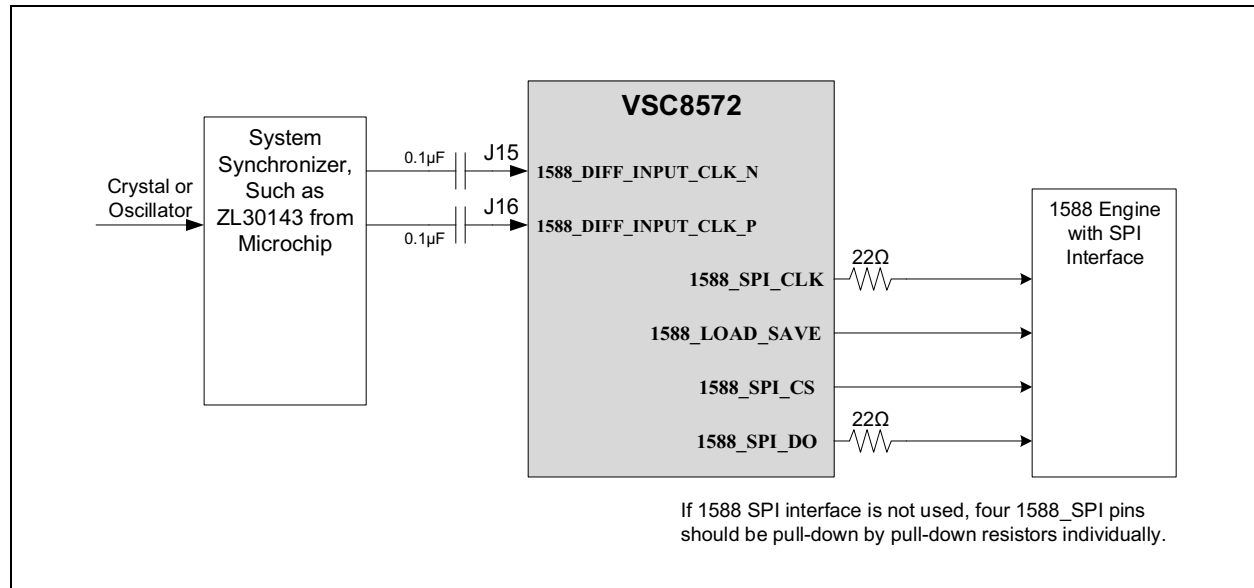 VSC8572
System
Synchronizer,
Such as
ZL30143 from
Microchip
Crystal or
Oscillator
0.1µF
J15
1588_DIFF_INPUT_CLK_N
0.1µF
J16
1588_DIFF_INPUT_CLK_P
1588_SPI_CLK
22Ω
1588_LOAD_SAVE
1588_SPI_CS
1588_SPI_DO
22Ω
1588 Engine
with SPI
Interface
If 1588 SPI interface is not used, four 1588_SPI pins
should be pull-down by pull-down resistors individually.